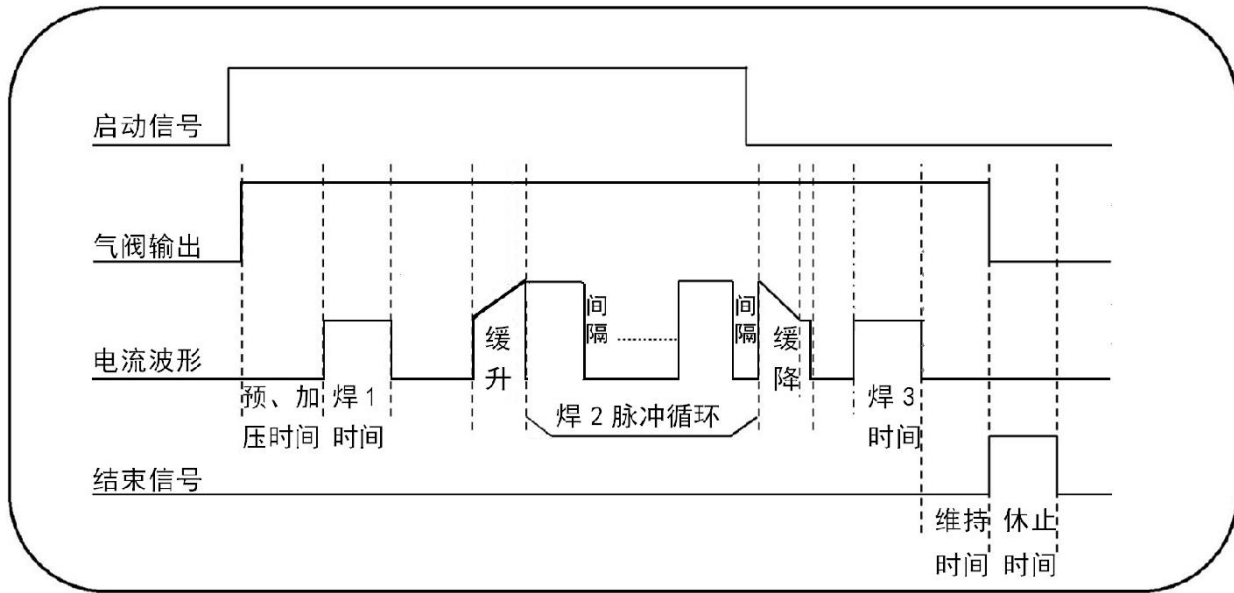 启动信号
气阀输出
电流波形
预、加
压时间
焊1
时间
缓
升
间
隔
间
隔
缓
降
焊2脉冲循环
焊3
时间
结束信号
维持
时间
休止
时间